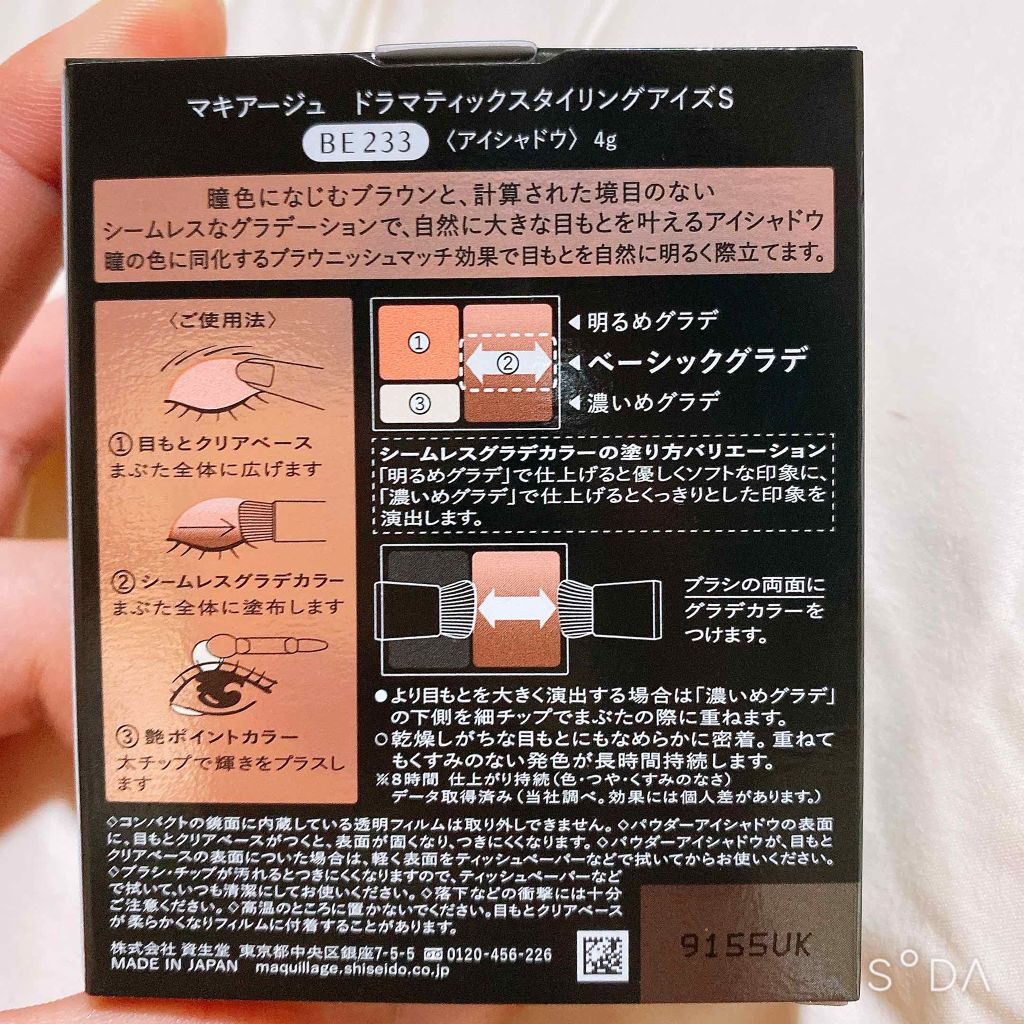 マキアージュ ドラマティックスタイリングアイズS
BE233 〈アイシャドウ〉 4g
瞳色になじむブラウンと、計算された境目のない
シームレスなグラデーションで、自然に大きな目もとを叶えるアイシャドウ
瞳の色に同化するブラウニッシュマッチ効果で目もとを自然に明るく際立てます。
〈ご使用法〉
①目もとクリアベース
まぶた全体に広げます
②シームレスグラデカラー
まぶた全体に塗布します
③艶ポイントカラー
太チップで輝きをプラスし
ます
①
②
③
◀明るめグラデ
◀ベーシックグラデ
◀濃いめグラデ
シームレスグラデカラーの塗り方バリエーション
「明るめグラデ」で仕上げると優しくソフトな印象に、
「濃いめグラデ」で仕上げるとくっきりとした印象を
演出します。
ブラシの両面に
グラデカラーを
つけます。
●より目もとを大きく演出する場合は「濃いめグラデ」
の下側を細チップでまぶたの際に重ねます。
○乾燥しがちな目もとにもなめらかに密着。重ねて
もくすみのない発色が長時間持続します。
※8時間 仕上がり持続(色・つや・くすみのなさ)
データ取得済み(当社調べ。効果には個人差があります。)
◇コンパクトの鏡面に内蔵している透明フィルムは取り外しできません。◇パウダーアイシャドウの表面
に、目もとクリアベースがつくと、表面が固くなり、つきにくくなります。◇パウダーアイシャドウが、目もと
クリアベースの表面についた場合は、軽く表面をティッシュペーパーなどで拭いてからお使いください。
◇ブラシ・チップが汚れるとつきにくくなりますので、ティッシュペーパーなど
で拭いて、いつも清潔にしてお使いください。◇落下などの衝撃には十分
ご注意ください。◇高温のところに置かないでください。目もとクリアベース
が柔らかくなりフィルムに付着することがあります。
株式会社 資生堂 東京都中央区銀座7-5-5 0120-456-226
MADE IN JAPAN maquillage.shiseido.co.jp
9155UK
SODA